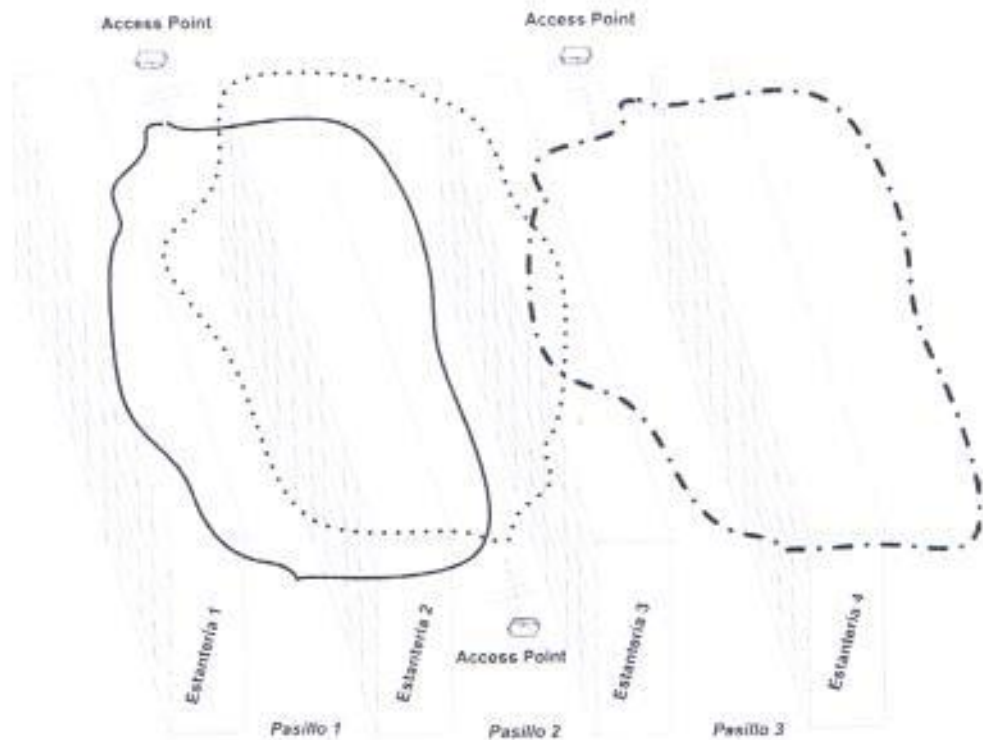 Access Point
Access Point
Estantería 1
Estantería 2
Estantería 3
Estantería 4
Access Point
Pasillo 1
Pasillo 2
Pasillo 3